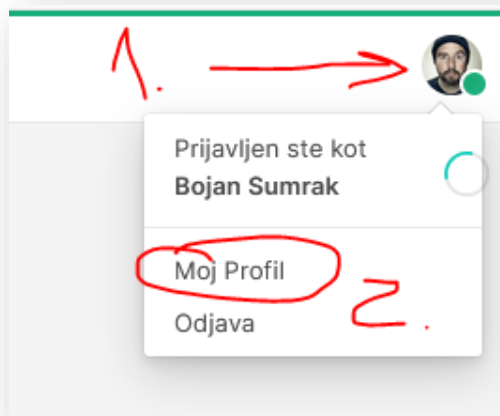 1.
Prijavljen ste kot
Bojan Sumrak
Moj Profil
2.
Odjava